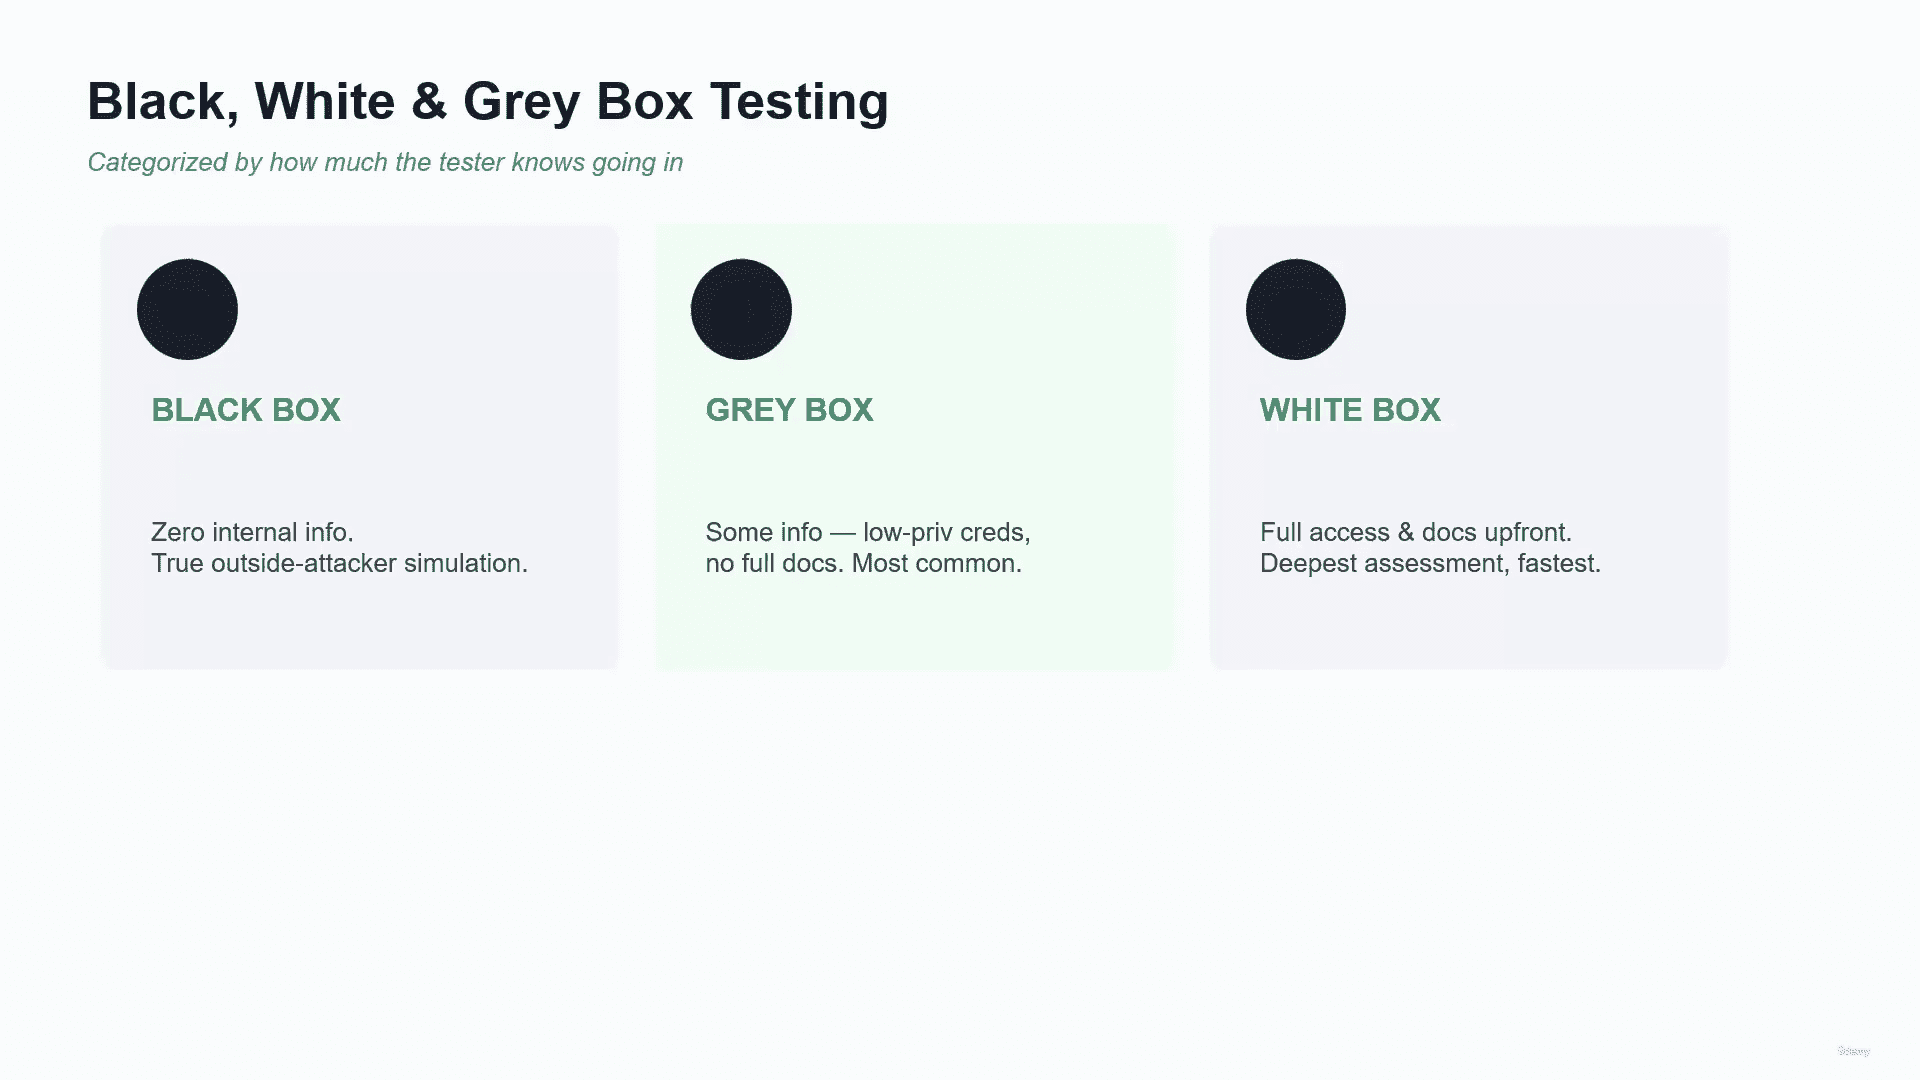 Black, White & Grey Box Testing
Categorized by how much the tester knows going in
BLACK BOX
Zero internal info.
True outside-attacker simulation.
GREY BOX
Some info — low-priv creds,
no full docs. Most common.
WHITE BOX
Full access & docs upfront.
Deepest assessment, fastest.
Udemy